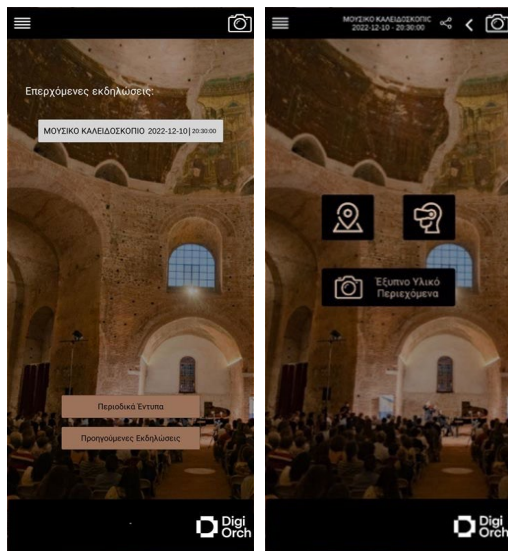 Επερχόμενες εκδηλώσεις:
ΜΟΥΣΙΚΟ ΚΑΛΕΙΔΟΣΚΟΠΙΟ 2022-12-10|20:30:00
Περιοδικά Έντυπα
Προηγούμενες Εκδηλώσεις
Digi
Orch
ΜΟΥΣΙΚΟ ΚΑΛΕΙΔΟΣΚΟΠΙΟ
2022-12-10 - 20:30:00
Έξυπνο Υλικό
Περιεχόμενα
Digi
Orch